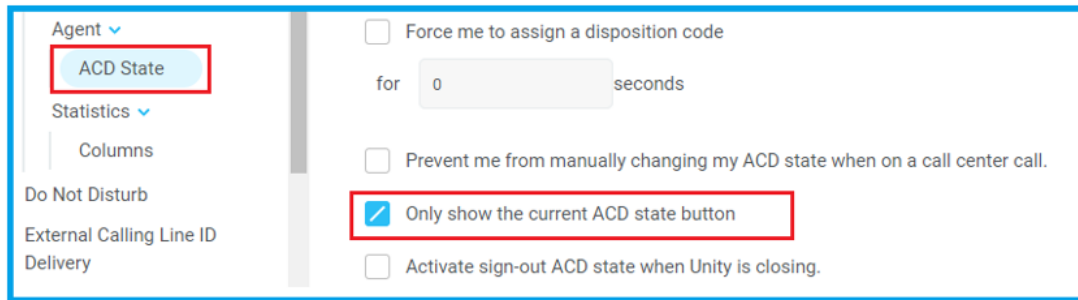 Agent
ACD State
Statistics
Columns
Do Not Disturb
External Calling Line ID
Delivery
Force me to assign a disposition code
for 0 seconds
Prevent me from manually changing my ACD state when on a call center call.
Only show the current ACD state button
Activate sign-out ACD state when Unity is closing.